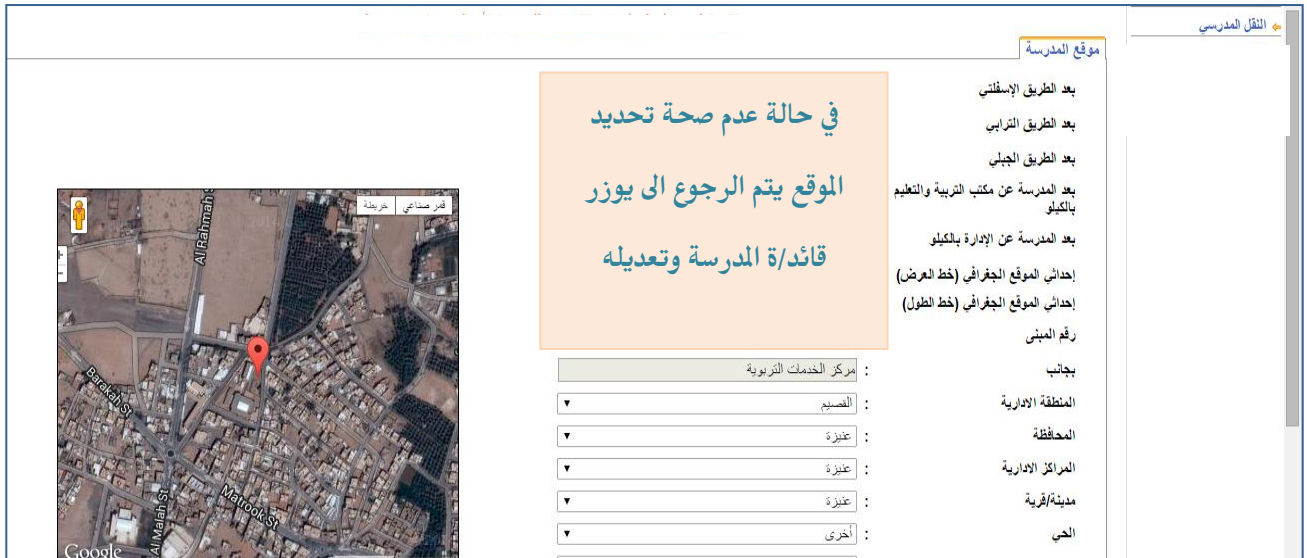 النقل المدرسي
موقع المدرسة
بعد الطريق الإسفلتي
بعد الطريق الترابي
بعد الطريق الجبلي
بعد المدرسة عن مكتب التربية والتعليم
بالكيلو
بعد المدرسة عن الإدارة بالكيلو
إحداثي الموقع الجغرافي (خط العرض)
إحداثي الموقع الجغرافي (خط الطول)
رقم المبنى
في حالة عدم صحة تحديد
الموقع يتم الرجوع الى يوزر
قائد/ة المدرسة وتعديله
بجانب : مركز الخدمات التربوية
المنطقة الادارية : القصيم
المحافظة : عنيزة
المراكز الادارية : عنيزة
مدينة/قرية : عنيزة
الحي : أخرى
قمر صناعي خريطة
Al Rahmah S
Barakah St
Matrook St
Al Malah St
Google